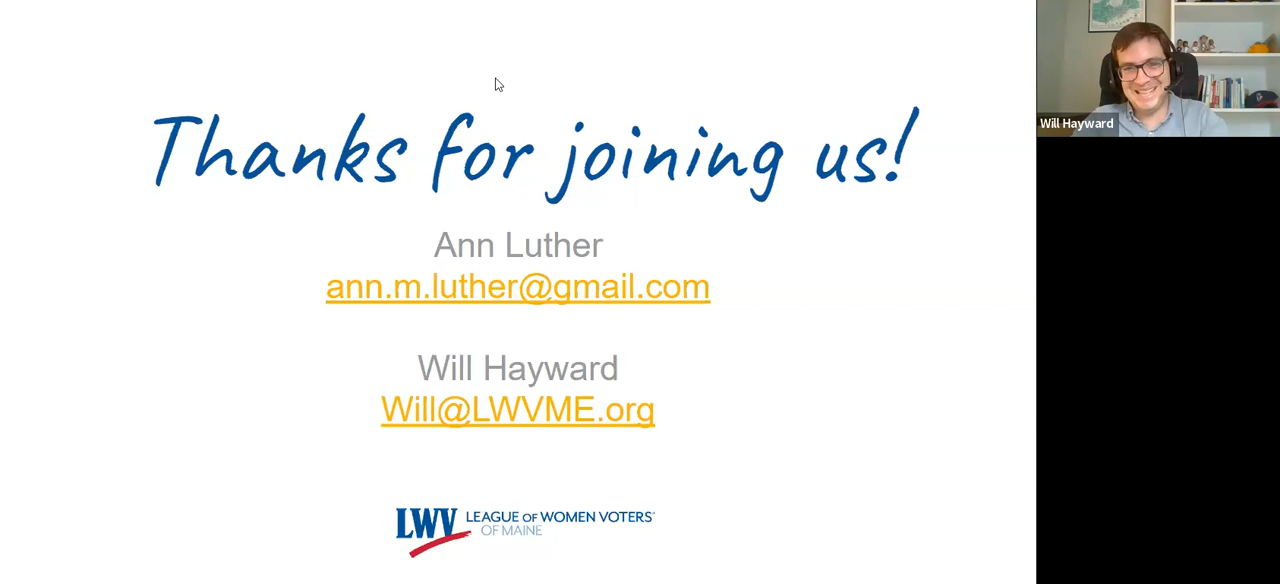 Thanks for joining us!
Ann Luther
ann.m.luther@gmail.com
Will Hayward
Will@LWVME.org
LWV LEAGUE OF WOMEN VOTERS®
OF MAINE
Will Hayward